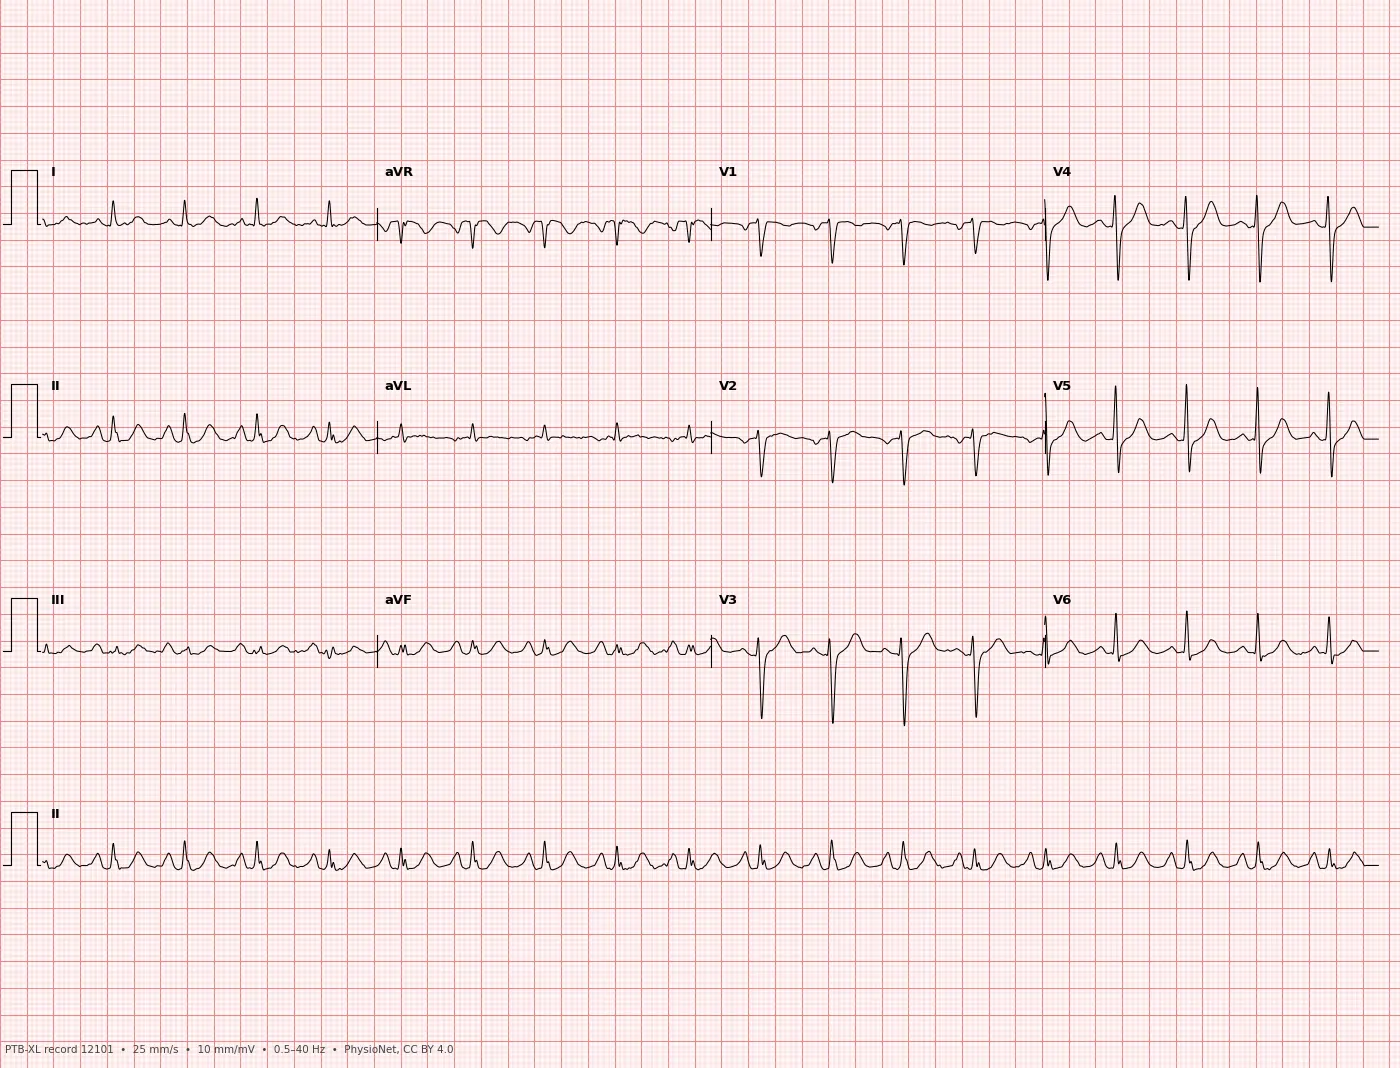 I aVR V1 V4
II aVL V2 V5
III aVF V3 V6
II
PTB-XL record 12101 • 25 mm/s • 10 mm/mV • 0.5–40 Hz • PhysioNet, CC BY 4.0